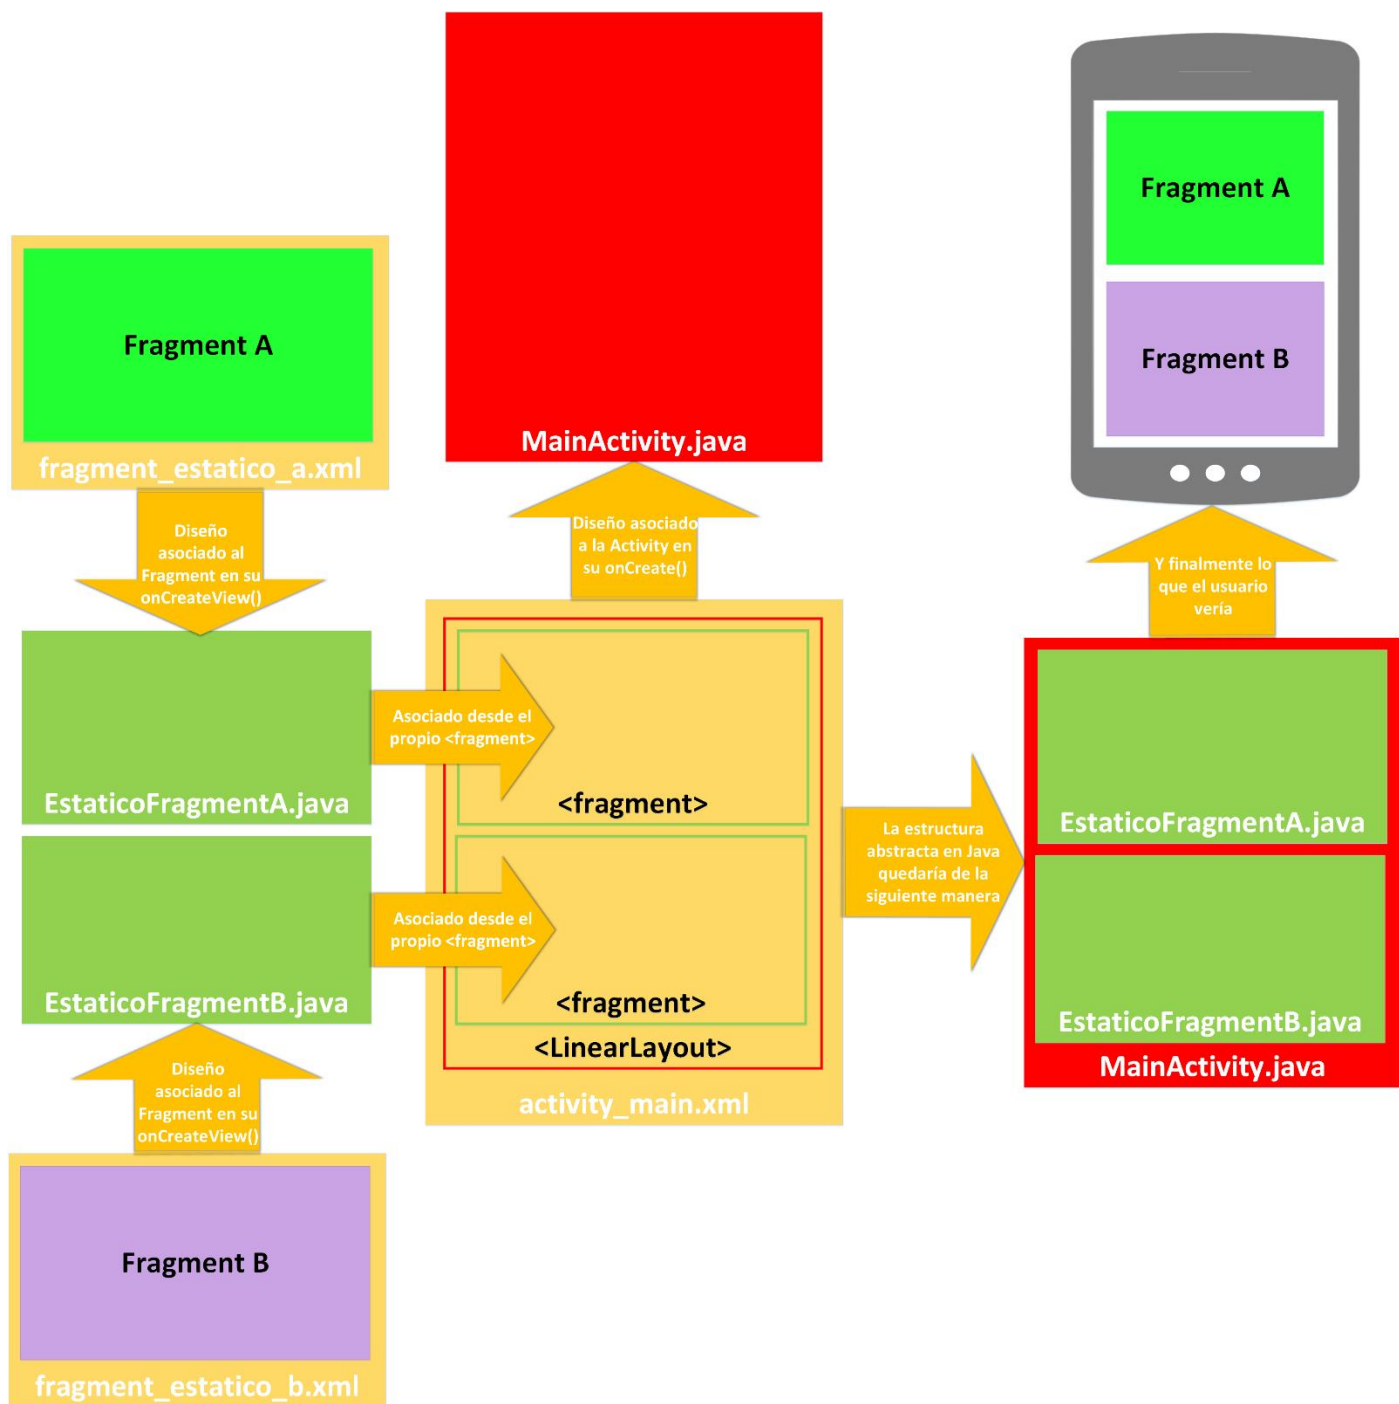 Fragment A
fragment_estatico_a.xml
Diseño
asociado al
Fragment en su
onCreateView()
EstaticoFragmentA.java
EstaticoFragmentB.java
Diseño
asociado al
Fragment en su
onCreateView()
Fragment B
fragment_estatico_b.xml
MainActivity.java
Diseño asociado
a la Activity en
su onCreate()
Asociado desde el
propio <fragment>
<fragment>
Asociado desde el
propio <fragment>
<fragment>
<LinearLayout>
activity_main.xml
La estructura
abstracta en Java
quedaría de la
siguiente manera
Fragment A
Fragment B
Y finalmente lo
que el usuario
vería
EstaticoFragmentA.java
EstaticoFragmentB.java
MainActivity.java